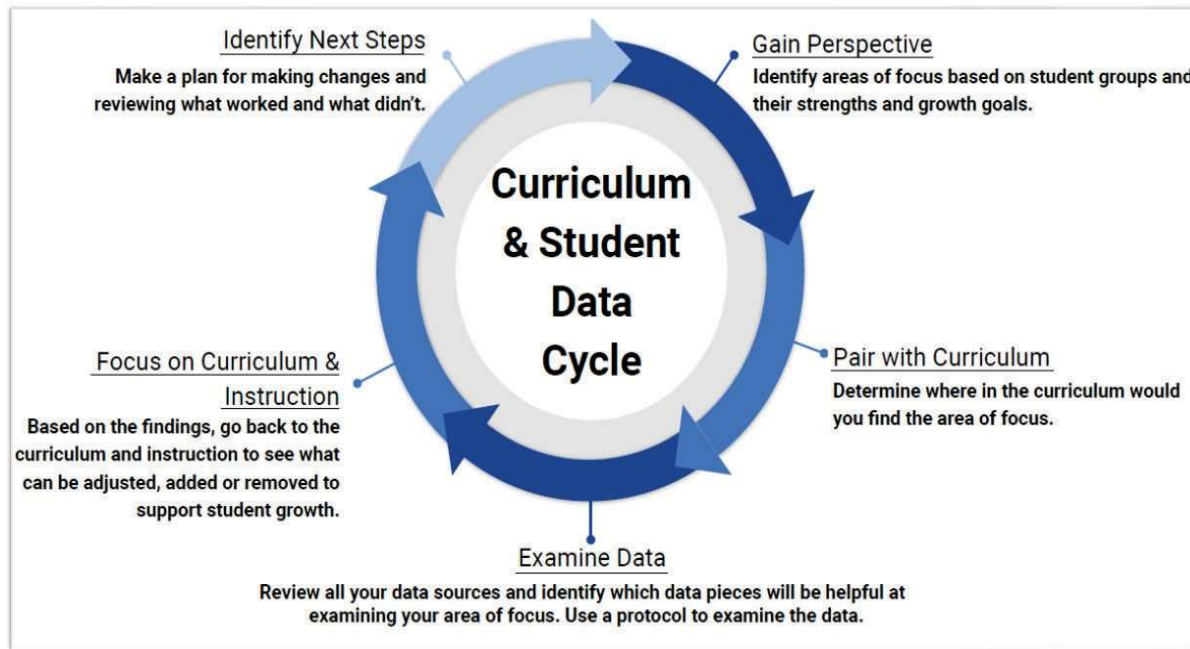 Curriculum
& Student
Data
Cycle
Gain Perspective
Identify areas of focus based on student groups and
their strengths and growth goals.
Pair with Curriculum
Determine where in the curriculum would
you find the area of focus.
Examine Data
Review all your data sources and identify which data pieces will be helpful at
examining your area of focus. Use a protocol to examine the data.
Focus on Curriculum &
Instruction
Based on the findings, go back to the
curriculum and instruction to see what
can be adjusted, added or removed to
support student growth.
Identify Next Steps
Make a plan for making changes and
reviewing what worked and what didn’t.